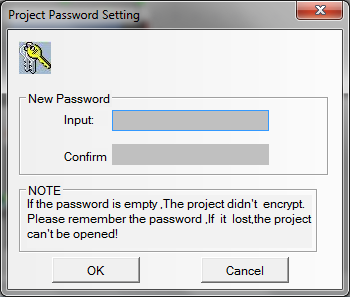 Project Password Setting
New Password
Input:
Confirm
NOTE
If the password is empty ,The project didn't encrypt.
Please remember the password ,If it lost,the project
can't be opened!
OK
Cancel